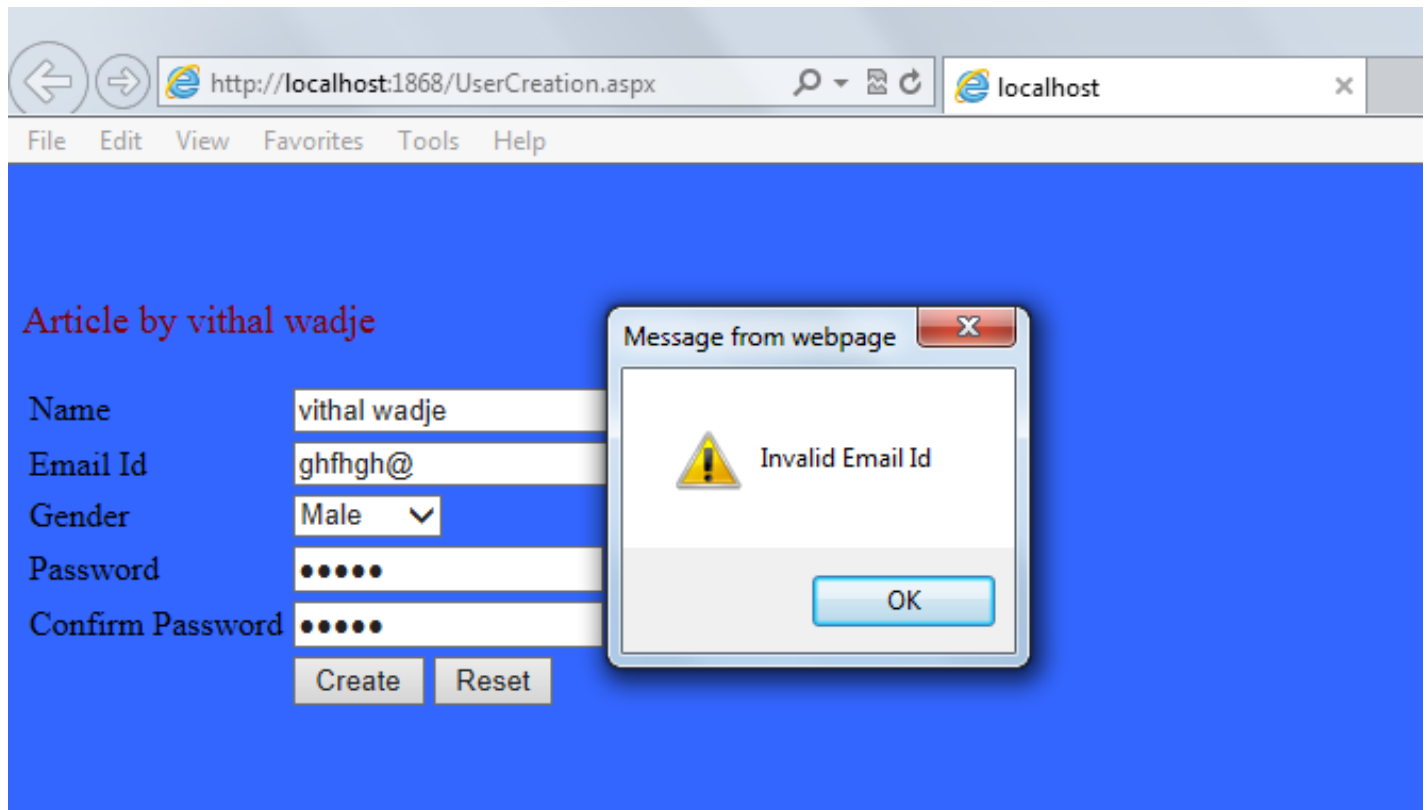 http://localhost:1868/UserCreation.aspx
localhost
File Edit View Favorites Tools Help
Article by vithal wadje
Message from webpage
Invalid Email Id
OK
Name vithal wadje
Email Id ghfhgh@
Gender Male
Password •••••
Confirm Password •••••
Create Reset